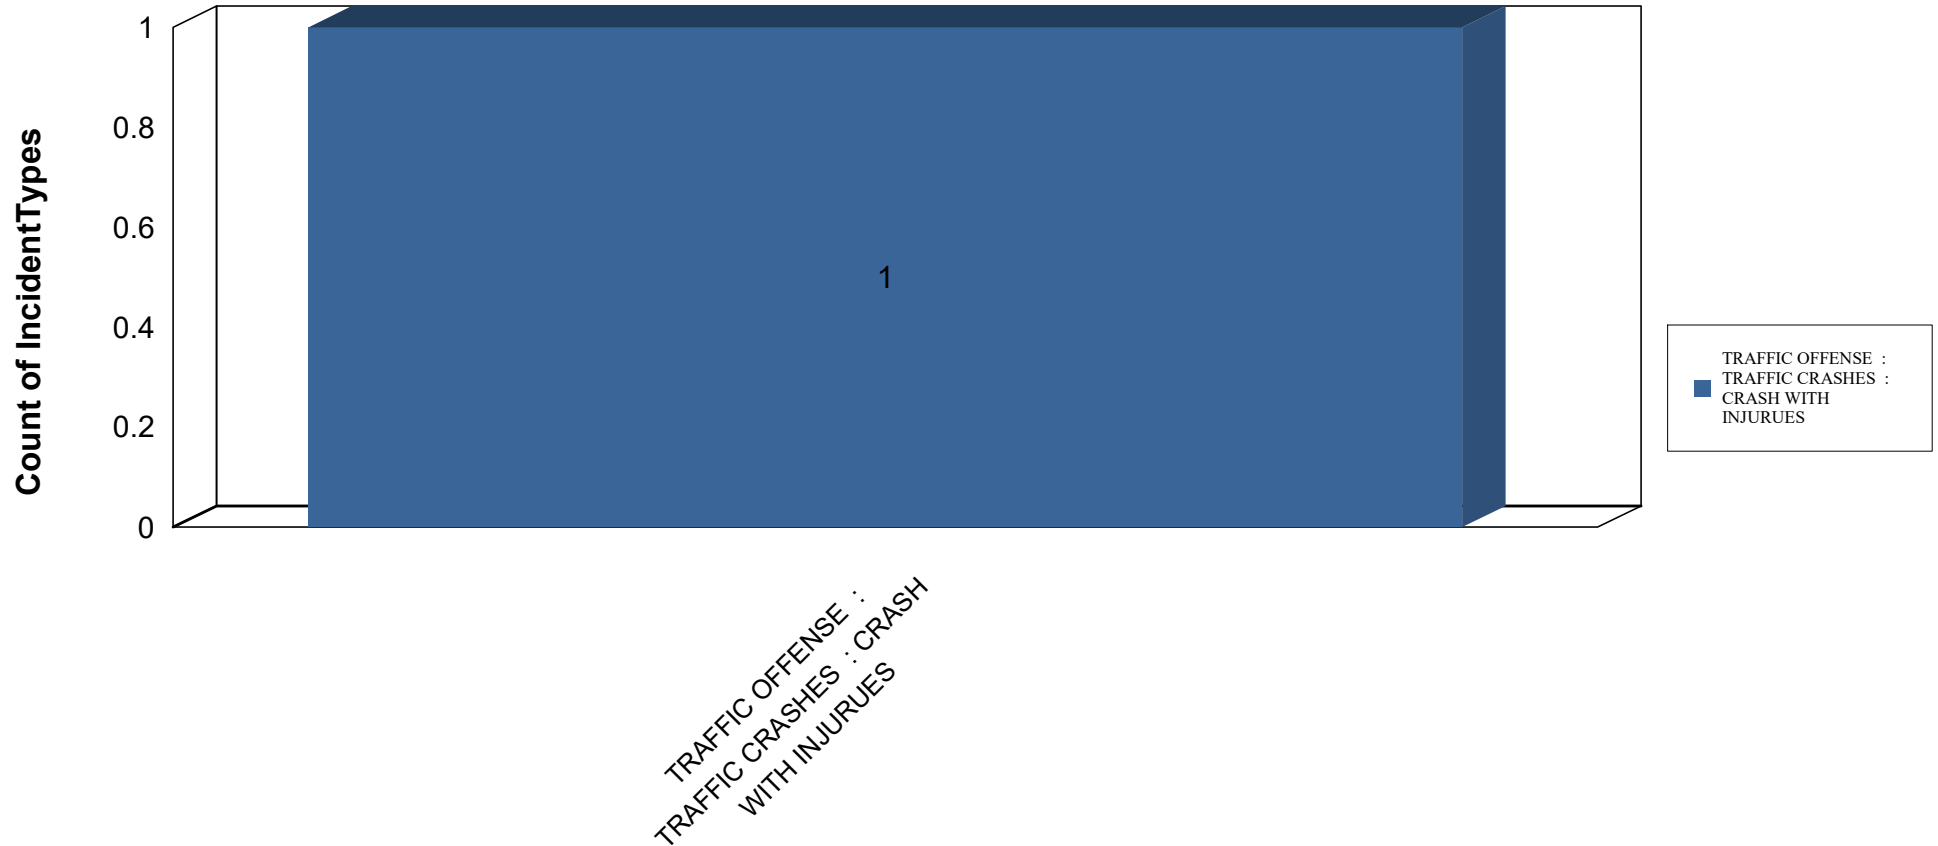 Count of IncidentTypes
1
0.8
0.6
0.4
0.2
0
1
TRAFFIC OFFENSE :
TRAFFIC CRASHES : CRASH
WITH INJURUES
TRAFFIC OFFENSE :
TRAFFIC CRASHES :
CRASH WITH
INJURUES